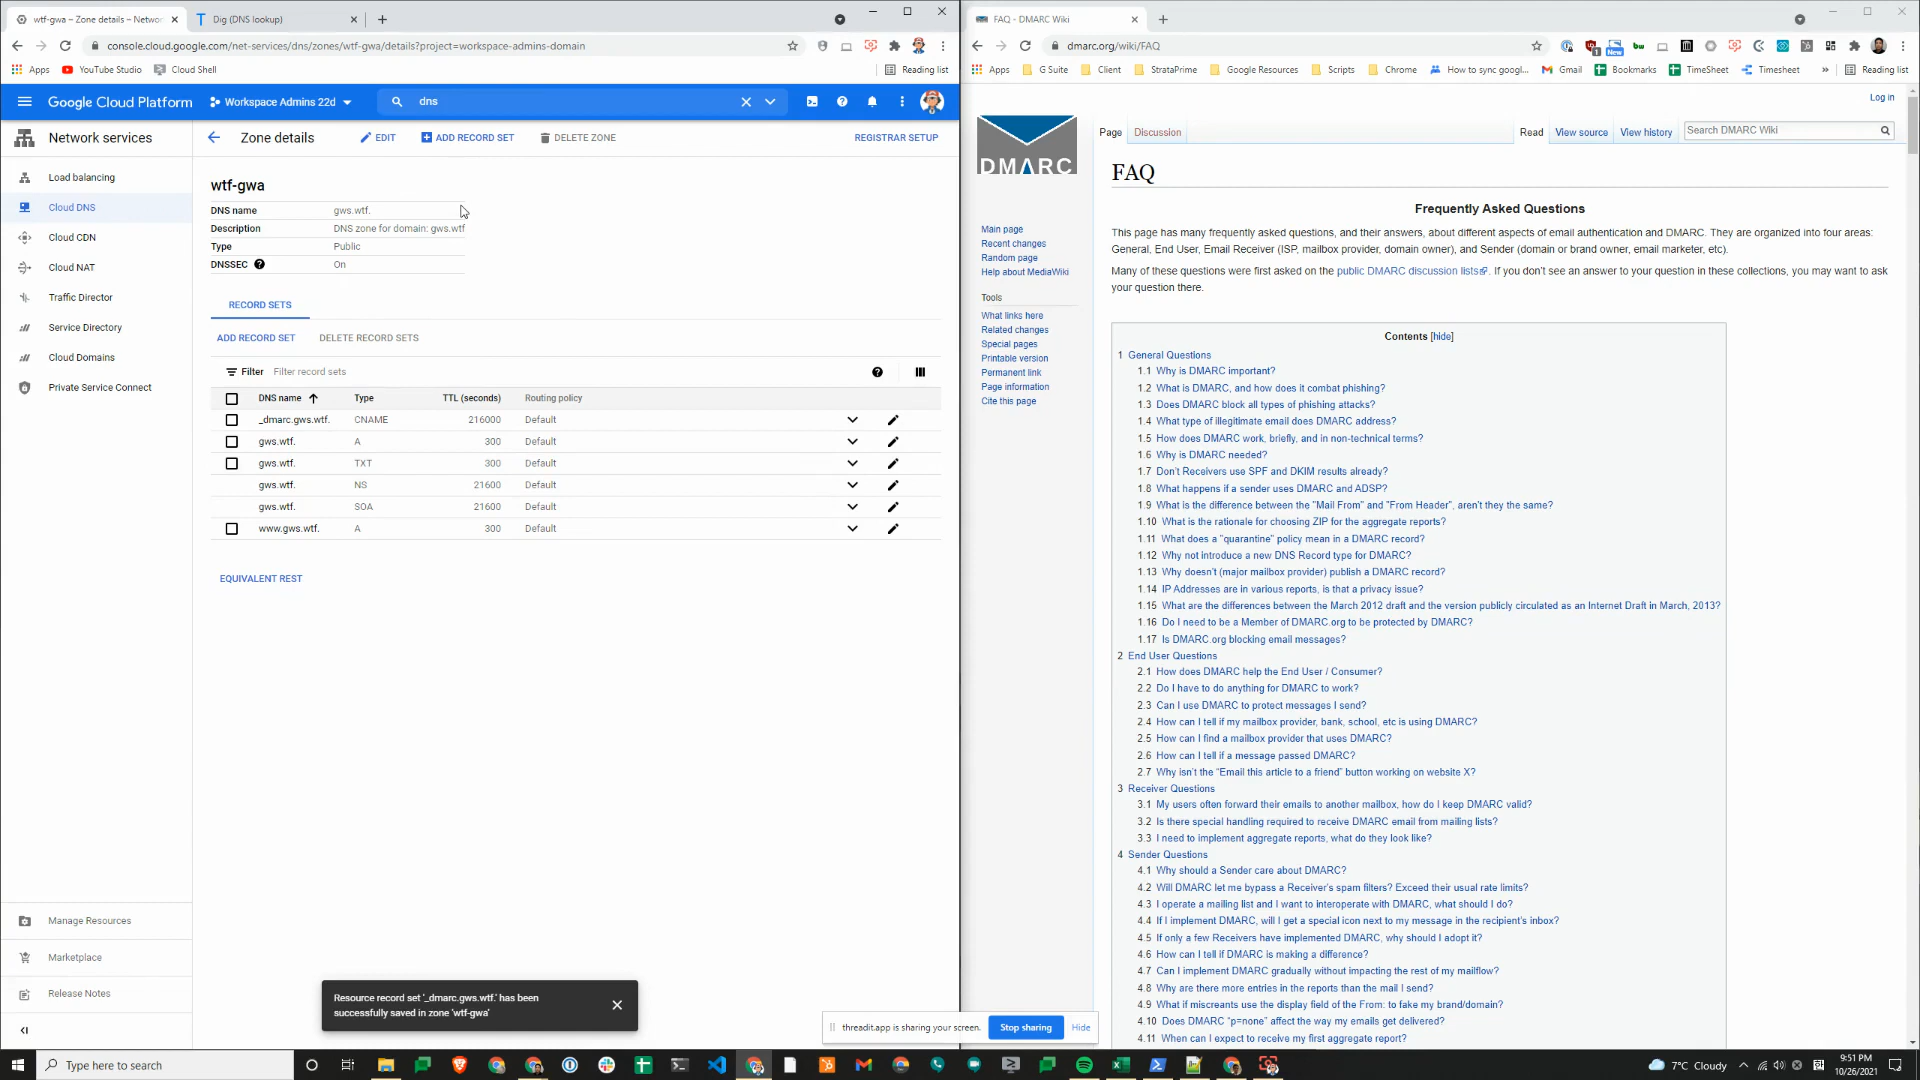 wtf-gwa – Zone details – Networ
Dig (DNS lookup)
console.cloud.google.com/net-services/dns/zones/wtf-gwa/details?project=workspace-admins-domain
Apps
YouTube Studio
Cloud Shell
Reading list
Google Cloud Platform
Workspace Admins 22d
dns
Network services
Zone details
EDIT
ADD RECORD SET
DELETE ZONE
REGISTRAR SETUP
Load balancing
Cloud DNS
Cloud CDN
Cloud NAT
Traffic Director
Service Directory
Cloud Domains
Private Service Connect
Manage Resources
Marketplace
Release Notes
wtf-gwa
DNS name gws.wtf.
Description DNS zone for domain: gws.wtf
Type Public
DNSSEC On
RECORD SETS
ADD RECORD SET DELETE RECORD SETS
Filter Filter record sets
DNS name Type TTL (seconds) Routing policy
_dmarc.gws.wtf. CNAME 216000 Default
gws.wtf. A 300 Default
gws.wtf. TXT 300 Default
gws.wtf. NS 21600 Default
gws.wtf. SOA 21600 Default
www.gws.wtf. A 300 Default
EQUIVALENT REST
Resource record set '_dmarc.gws.wtf.' has been
successfully saved in zone 'wtf-gwa'
threadit.app is sharing your screen.
Stop sharing
Hide
FAQ - DMARC Wiki
dmarc.org/wiki/FAQ
New
Apps
G Suite
Client
StrataPrime
Google Resources
Scripts
Chrome
How to sync googl...
Gmail
Bookmarks
TimeSheet
Timesheet
Reading list
Log in
DMARC
Page
Discussion
Read
View source
View history
Search DMARC Wiki
Main page
Recent changes
Random page
Help about MediaWiki
Tools
What links here
Related changes
Special pages
Printable version
Permanent link
Page information
Cite this page
FAQ
Frequently Asked Questions
This page has many frequently asked questions, and their answers, about different aspects of email authentication and DMARC. They are organized into four areas:
General, End User, Email Receiver (ISP, mailbox provider, domain owner), and Sender (domain or brand owner, email marketer, etc).
Many of these questions were first asked on the public DMARC discussion lists. If you don't see an answer to your question in these collections, you may want to ask
your question there.
Contents [hide]
1 General Questions
1.1 Why is DMARC important?
1.2 What is DMARC, and how does it combat phishing?
1.3 Does DMARC block all types of phishing attacks?
1.4 What type of illegitimate email does DMARC address?
1.5 How does DMARC work, briefly, and in non-technical terms?
1.6 Why is DMARC needed?
1.7 Don't Receivers use SPF and DKIM results already?
1.8 What happens if a sender uses DMARC and ADSP?
1.9 What is the difference between the "Mail From" and "From Header", aren't they the same?
1.10 What is the rationale for choosing ZIP for the aggregate reports?
1.11 What does a "quarantine" policy mean in a DMARC record?
1.12 Why not introduce a new DNS Record type for DMARC?
1.13 Why doesn't (major mailbox provider) publish a DMARC record?
1.14 IP Addresses are in various reports, is that a privacy issue?
1.15 What are the differences between the March 2012 draft and the version publicly circulated as an Internet Draft in March, 2013?
1.16 Do I need to be a Member of DMARC.org to be protected by DMARC?
1.17 Is DMARC.org blocking email messages?
2 End User Questions
2.1 How does DMARC help the End User / Consumer?
2.2 Do I have to do anything for DMARC to work?
2.3 Can I use DMARC to protect messages I send?
2.4 How can I tell if my mailbox provider, bank, school, etc is using DMARC?
2.5 How can I find a mailbox provider that uses DMARC?
2.6 How can I tell if a message passed DMARC?
2.7 Why isn't the "Email this article to a friend" button working on website X?
3 Receiver Questions
3.1 My users often forward their emails to another mailbox, how do I keep DMARC valid?
3.2 Is there special handling required to receive DMARC email from mailing lists?
3.3 I need to implement aggregate reports, what do they look like?
4 Sender Questions
4.1 Why should a Sender care about DMARC?
4.2 Will DMARC let me bypass a Receiver's spam filters? Exceed their usual rate limits?
4.3 I operate a mailing list and I want to interoperate with DMARC, what should I do?
4.4 If I implement DMARC, will I get a special icon next to my message in the recipient's inbox?
4.5 If only a few Receivers have implemented DMARC, why should I adopt it?
4.6 How can I tell if DMARC is making a difference?
4.7 Can I implement DMARC gradually without impacting the rest of my mailflow?
4.8 Why are there more entries in the reports than the mail I send?
4.9 What if miscreants use the display field of the From: to fake my brand/domain?
4.10 Does DMARC "p=none" affect the way my emails get delivered?
4.11 When can I expect to receive my first aggregate report?
Type here to search
7°C Cloudy
9:51 PM
10/26/2021